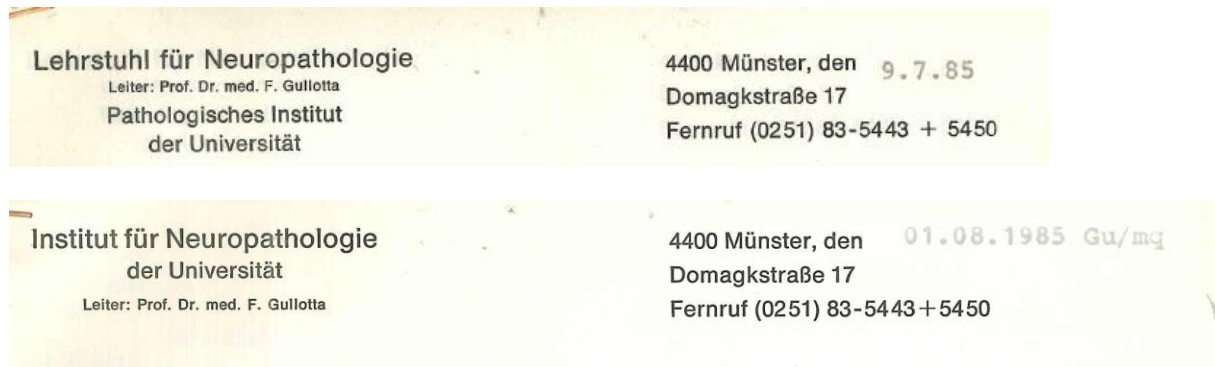 Lehrstuhl für Neuropathologie
Leiter: Prof. Dr. med. F. Gullotta
Pathologisches Institut
der Universität
4400 Münster, den 9.7.85
Domagkstraße 17
Fernruf (0251) 83-5443 + 5450
Institut für Neuropathologie
der Universität
Leiter: Prof. Dr. med. F. Gullotta
4400 Münster, den 01.08.1985 Gu/mq
Domagkstraße 17
Fernruf (0251) 83-5443+5450